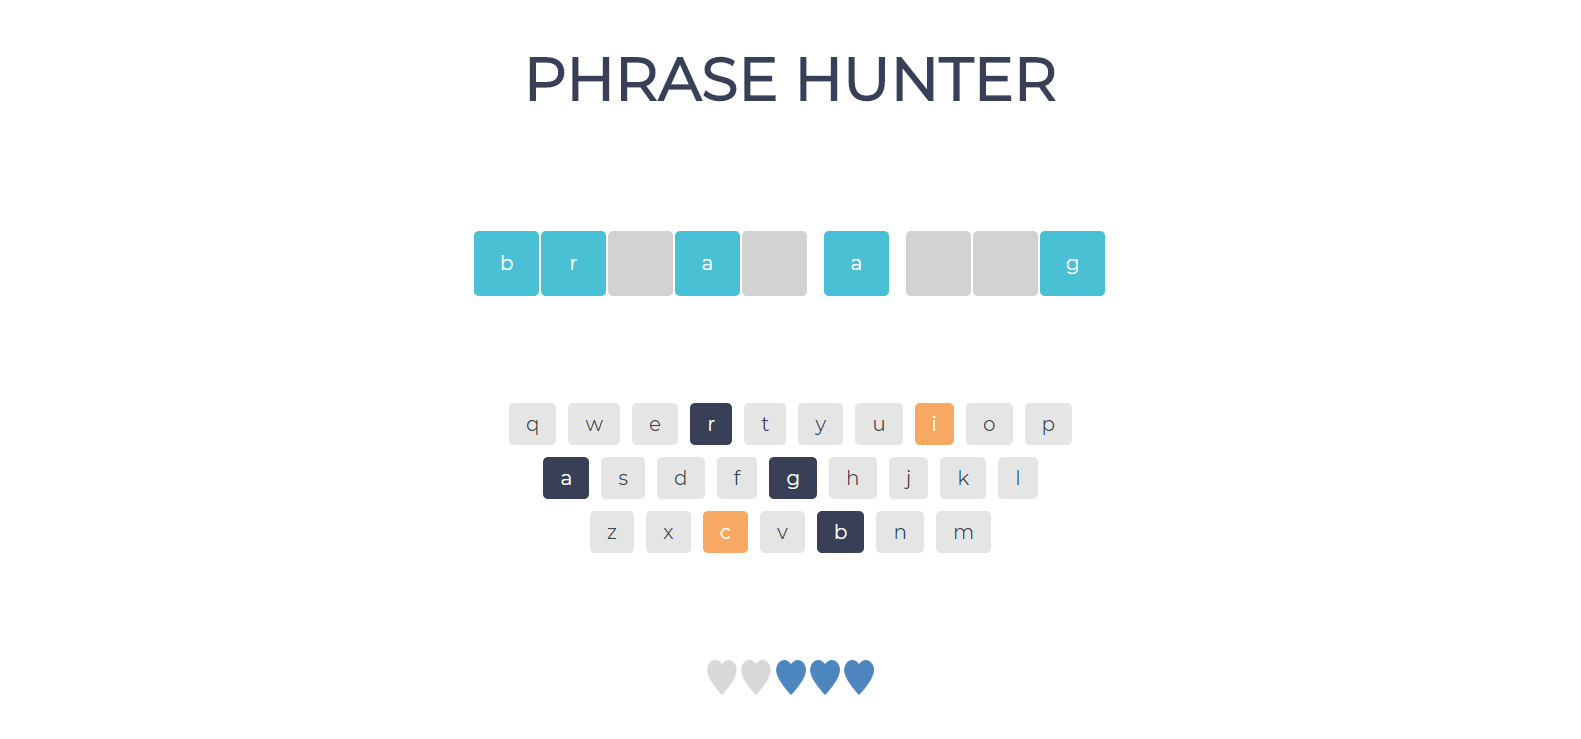 PHRASE HUNTER
b r a a g
q w e r t y u i o p
a s d f g h j k l
z x c v b n m